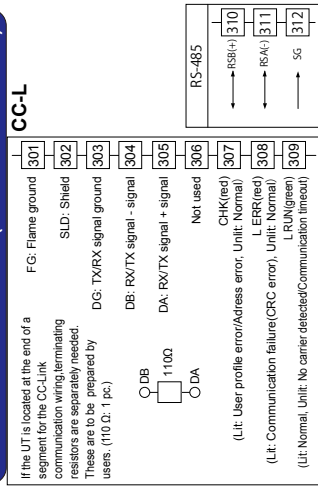 CC-L
If the UT is located at the end of a
segment for the CC-Link
communication wiring,terminating
resistors are separately needed.
These are to be prepared by
users. (110 Ω: 1 pc.)
DB
110Ω
DA
FG: Flame ground
301
SLD: Shield
302
DG: TX/RX signal ground
303
DB: RX/TX signal - signal
304
DA: RX/TX signal + signal
305
Not used
306
CHK(red)
307
(Lit: User profile error/Adress error, Unlit: Normal)
L ERR(red)
308
(Lit: Communication failure(CRC error), Unlit: Normal)
L RUN(green)
309
(Lit: Normal, Unlit: No carrier detected/Communication timeout)
RS-485
RSB(+)
310
RSA(-)
311
SG
312